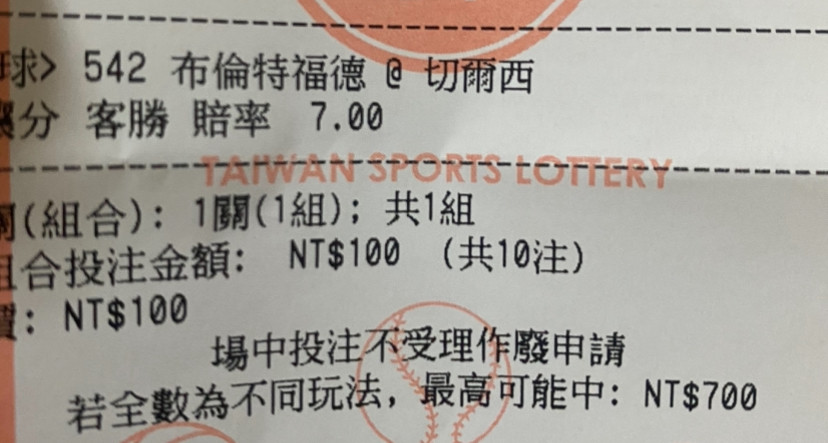 球> 542 布倫特福德 @ 切爾西
分 客勝 賠率 7.00
TAIWAN SPORTS LOTTERY
(組合): 1關(1組); 共1組
合投注金額: NT$100 (共10注)
: NT$100
場中投注不受理作廢申請
若全數為不同玩法, 最高可能中: NT$700